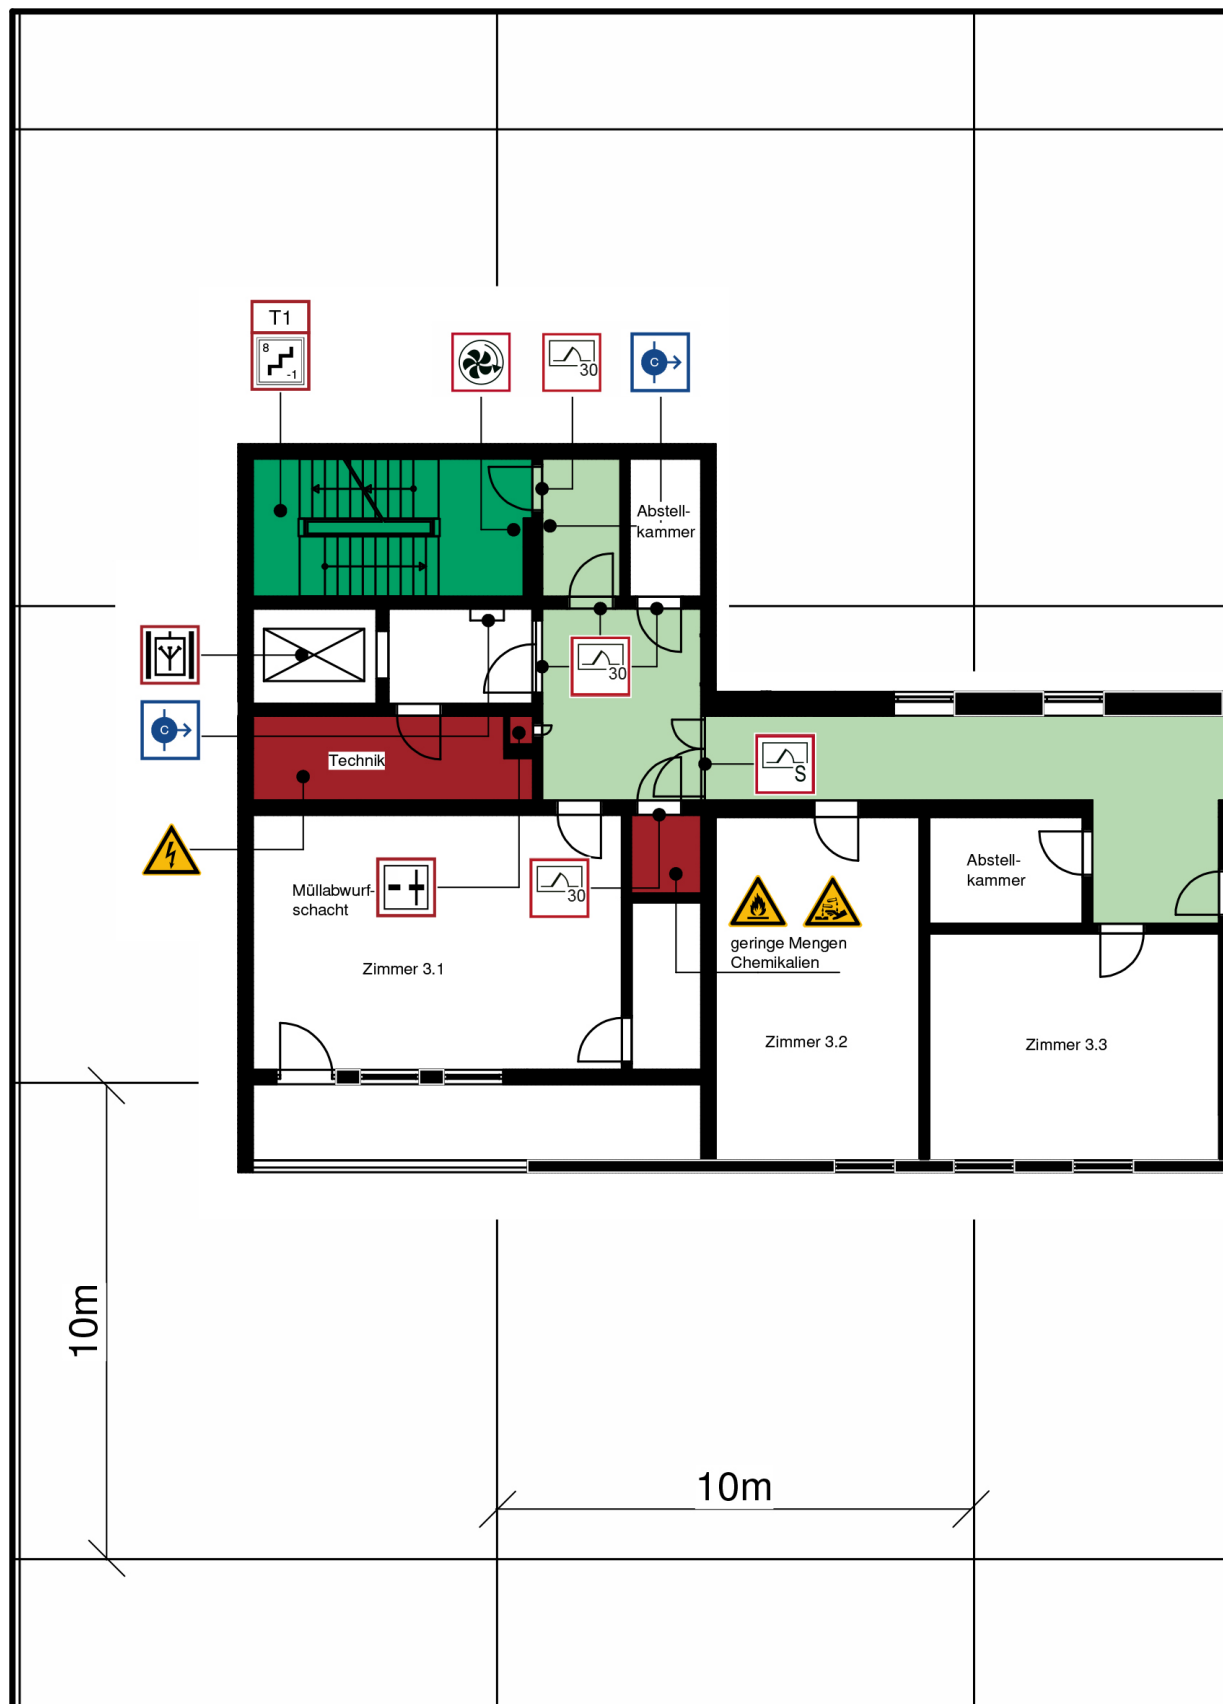 T1
8
-1
30
C
Abstell-
kammer
30
C
S
Technik
Abstell-
kammer
Müllabwurf-
schacht
30
geringe Mengen
Chemikalien
Zimmer 3.1
Zimmer 3.2
Zimmer 3.3
10m
10m